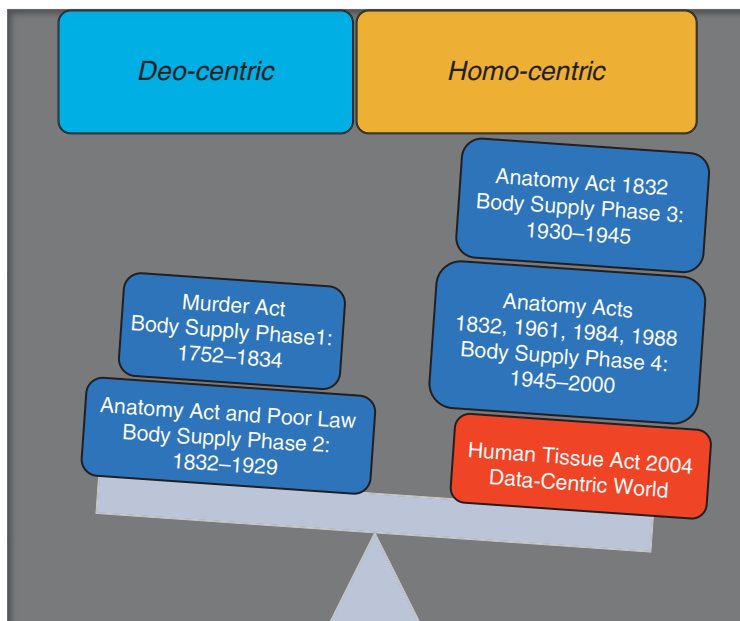 Deo-centric
Homo-centric
Murder Act
Body Supply Phase1:
1752–1834
Anatomy Act and Poor Law
Body Supply Phase 2:
1832–1929
Anatomy Act 1832
Body Supply Phase 3:
1930–1945
Anatomy Acts
1832, 1961, 1984, 1988
Body Supply Phase 4:
1945–2000
Human Tissue Act 2004
Data-Centric World